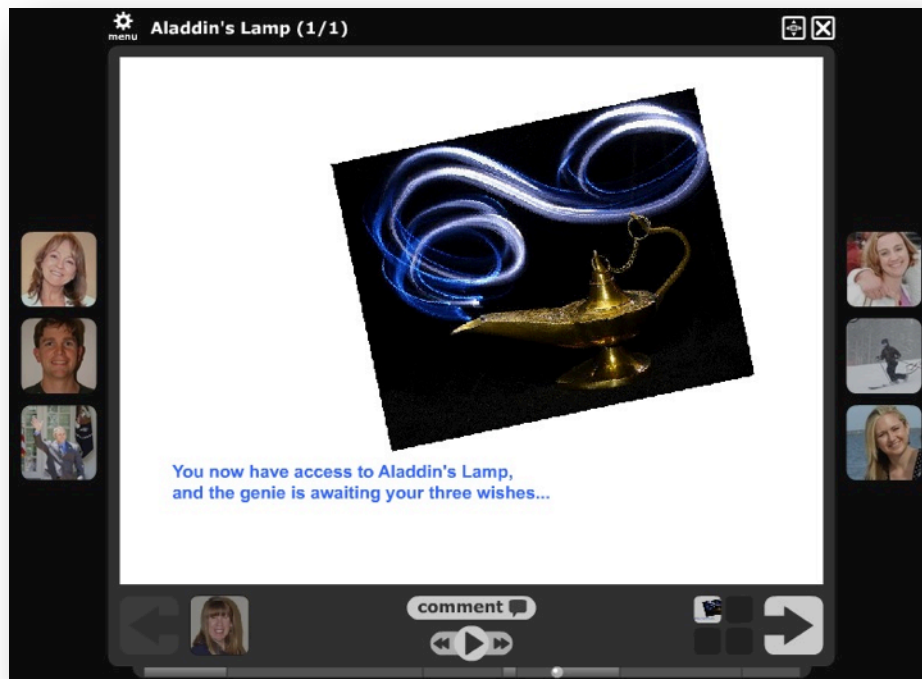 Aladdin's Lamp (1/1)
menu
You now have access to Aladdin's Lamp,
and the genie is awaiting your three wishes...
comment